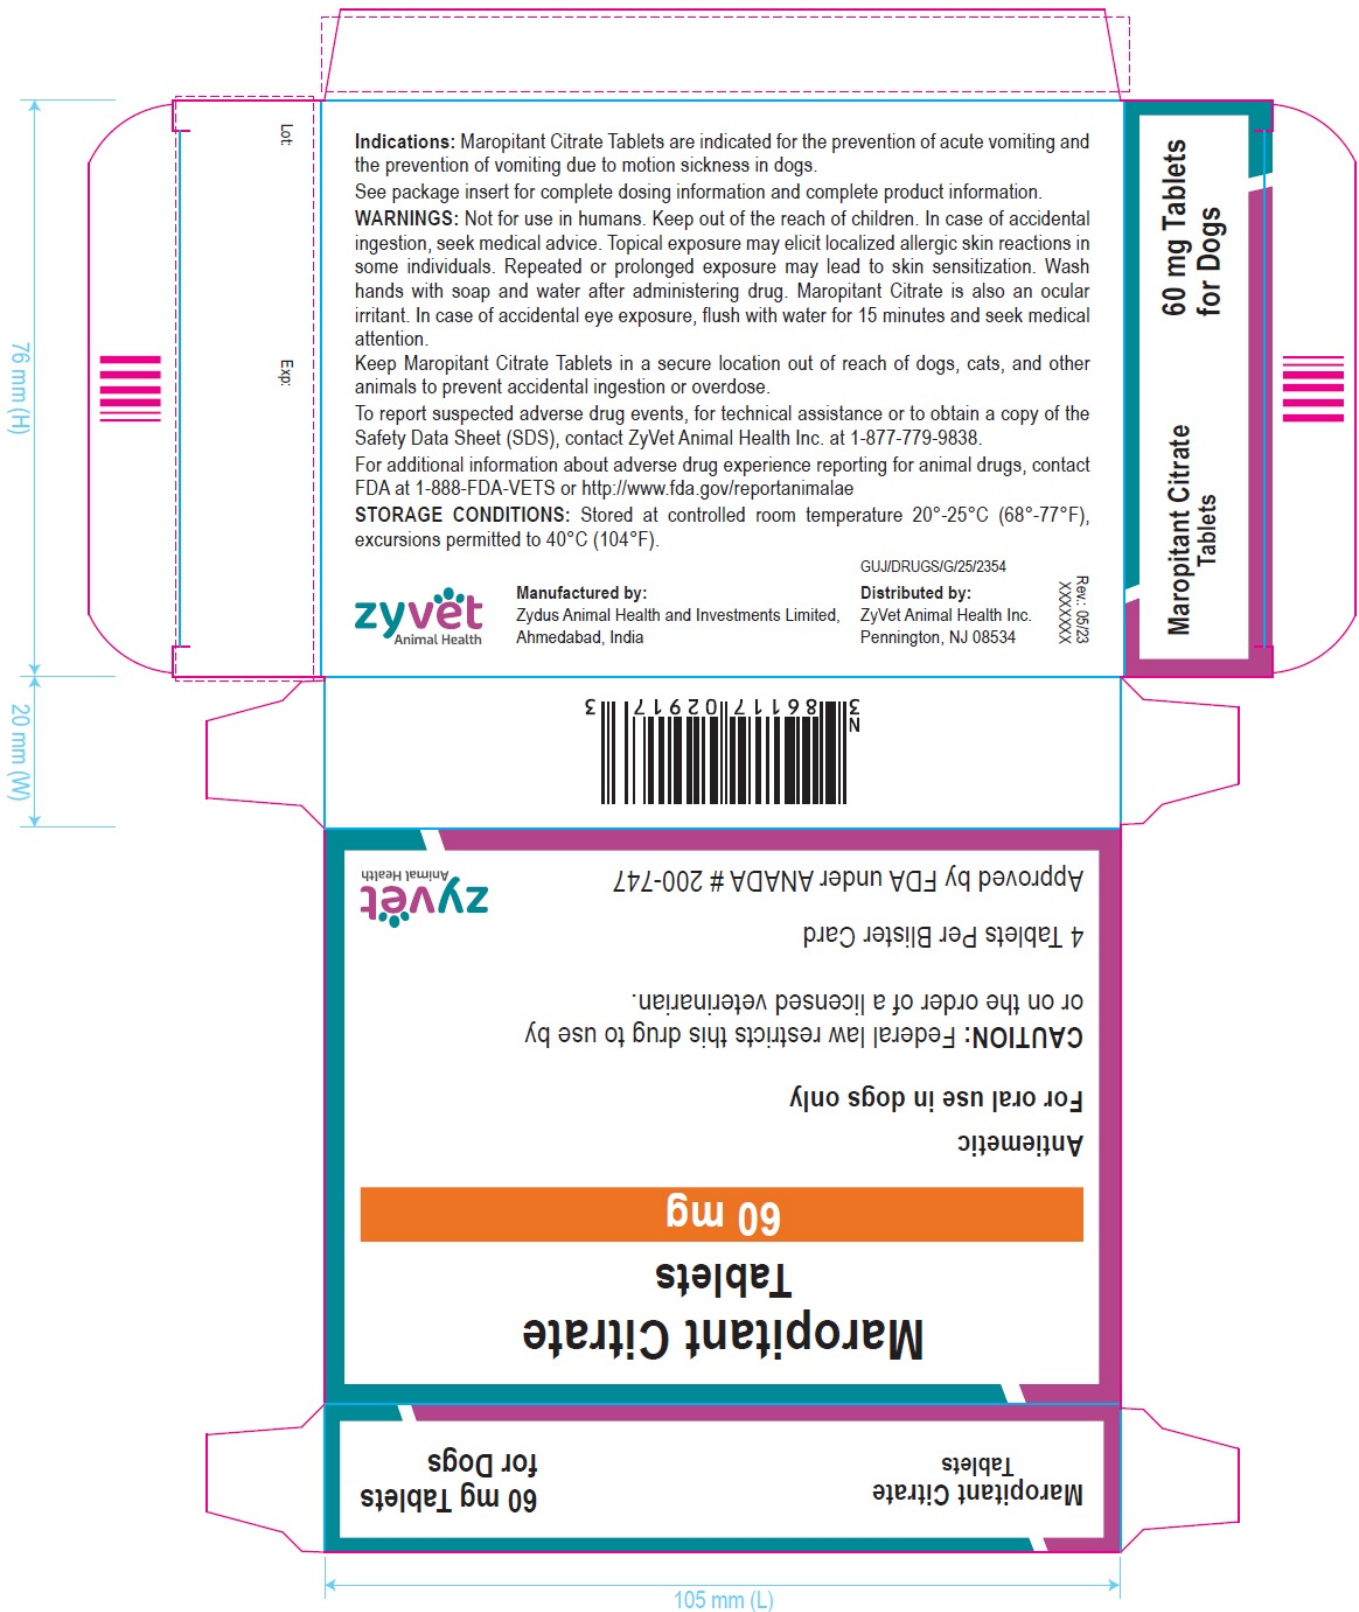 Lot:
Exp:
Indications: Maropitant Citrate Tablets are indicated for the prevention of acute vomiting and
the prevention of vomiting due to motion sickness in dogs.
See package insert for complete dosing information and complete product information.
WARNINGS: Not for use in humans. Keep out of the reach of children. In case of accidental
ingestion, seek medical advice. Topical exposure may elicit localized allergic skin reactions in
some individuals. Repeated or prolonged exposure may lead to skin sensitization. Wash
hands with soap and water after administering drug. Maropitant Citrate is also an ocular
irritant. In case of accidental eye exposure, flush with water for 15 minutes and seek medical
attention.
Keep Maropitant Citrate Tablets in a secure location out of reach of dogs, cats, and other
animals to prevent accidental ingestion or overdose.
To report suspected adverse drug events, for technical assistance or to obtain a copy of the
Safety Data Sheet (SDS), contact ZyVet Animal Health Inc. at 1-877-779-9838.
For additional information about adverse drug experience reporting for animal drugs, contact
FDA at 1-888-FDA-VETS or http://www.fda.gov/reportanimalae
STORAGE CONDITIONS: Stored at controlled room temperature 20°-25°C (68°-77°F),
excursions permitted to 40°C (104°F).
zyvet
Animal Health
Manufactured by:
Zydus Animal Health and Investments Limited,
Ahmedabad, India
GUJ/DRUGS/G/25/2354
Distributed by:
ZyVet Animal Health Inc.
Pennington, NJ 08534
Rev.: 05/23
XXXXXXX
Maropitant Citrate
Tablets
60 mg Tablets
for Dogs
76 mm (H)
20 mm (W)
N
3 86117 02917 3
Maropitant Citrate
Tablets
60 mg
Antiemetic
For oral use in dogs only
CAUTION: Federal law restricts this drug to use by
or on the order of a licensed veterinarian.
4 Tablets Per Blister Card
Approved by FDA under ANADA # 200-747
zyvet
Animal Health
Maropitant Citrate
Tablets
60 mg Tablets
for Dogs
105 mm (L)